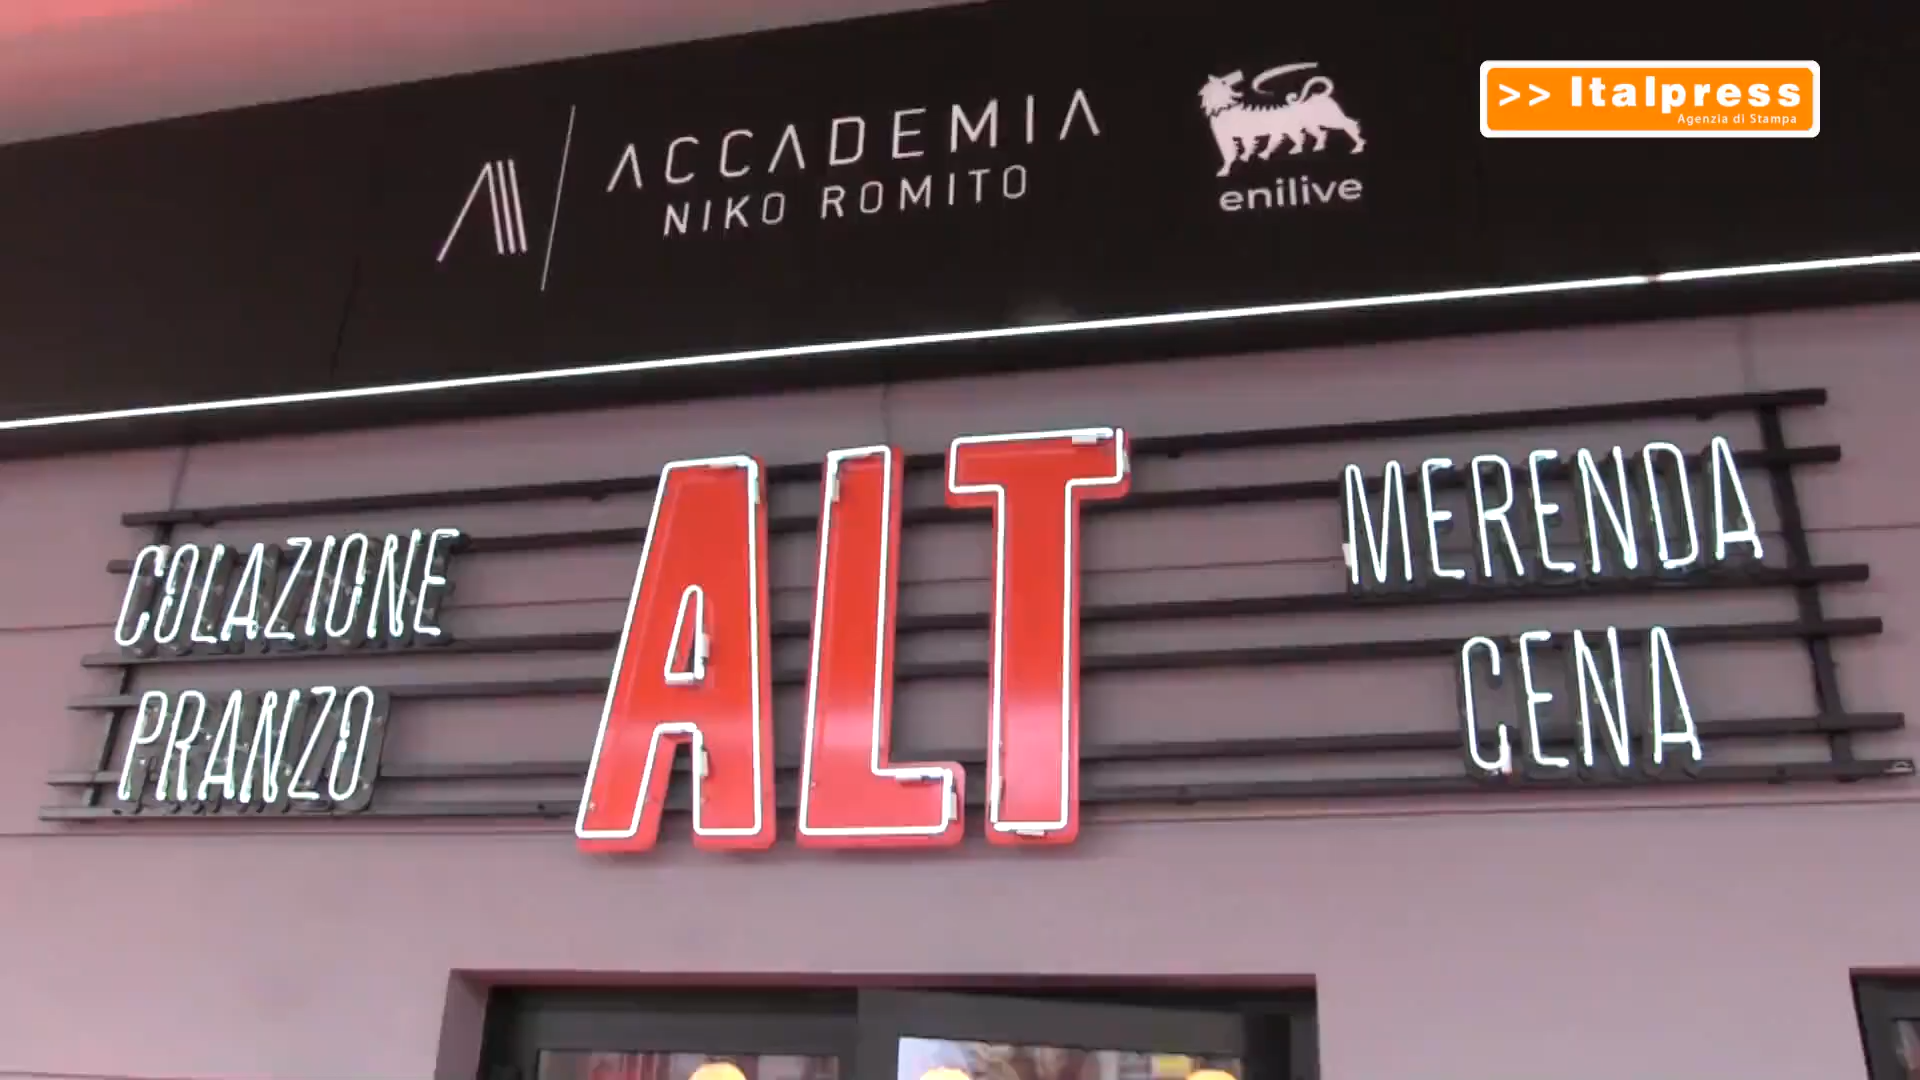 >> Italpress
Agenzia di Stampa
ACCADEMIA
NIKO ROMITO
enilive
COLAZIONE
PRANZO
ALT
MERENDA
CENA